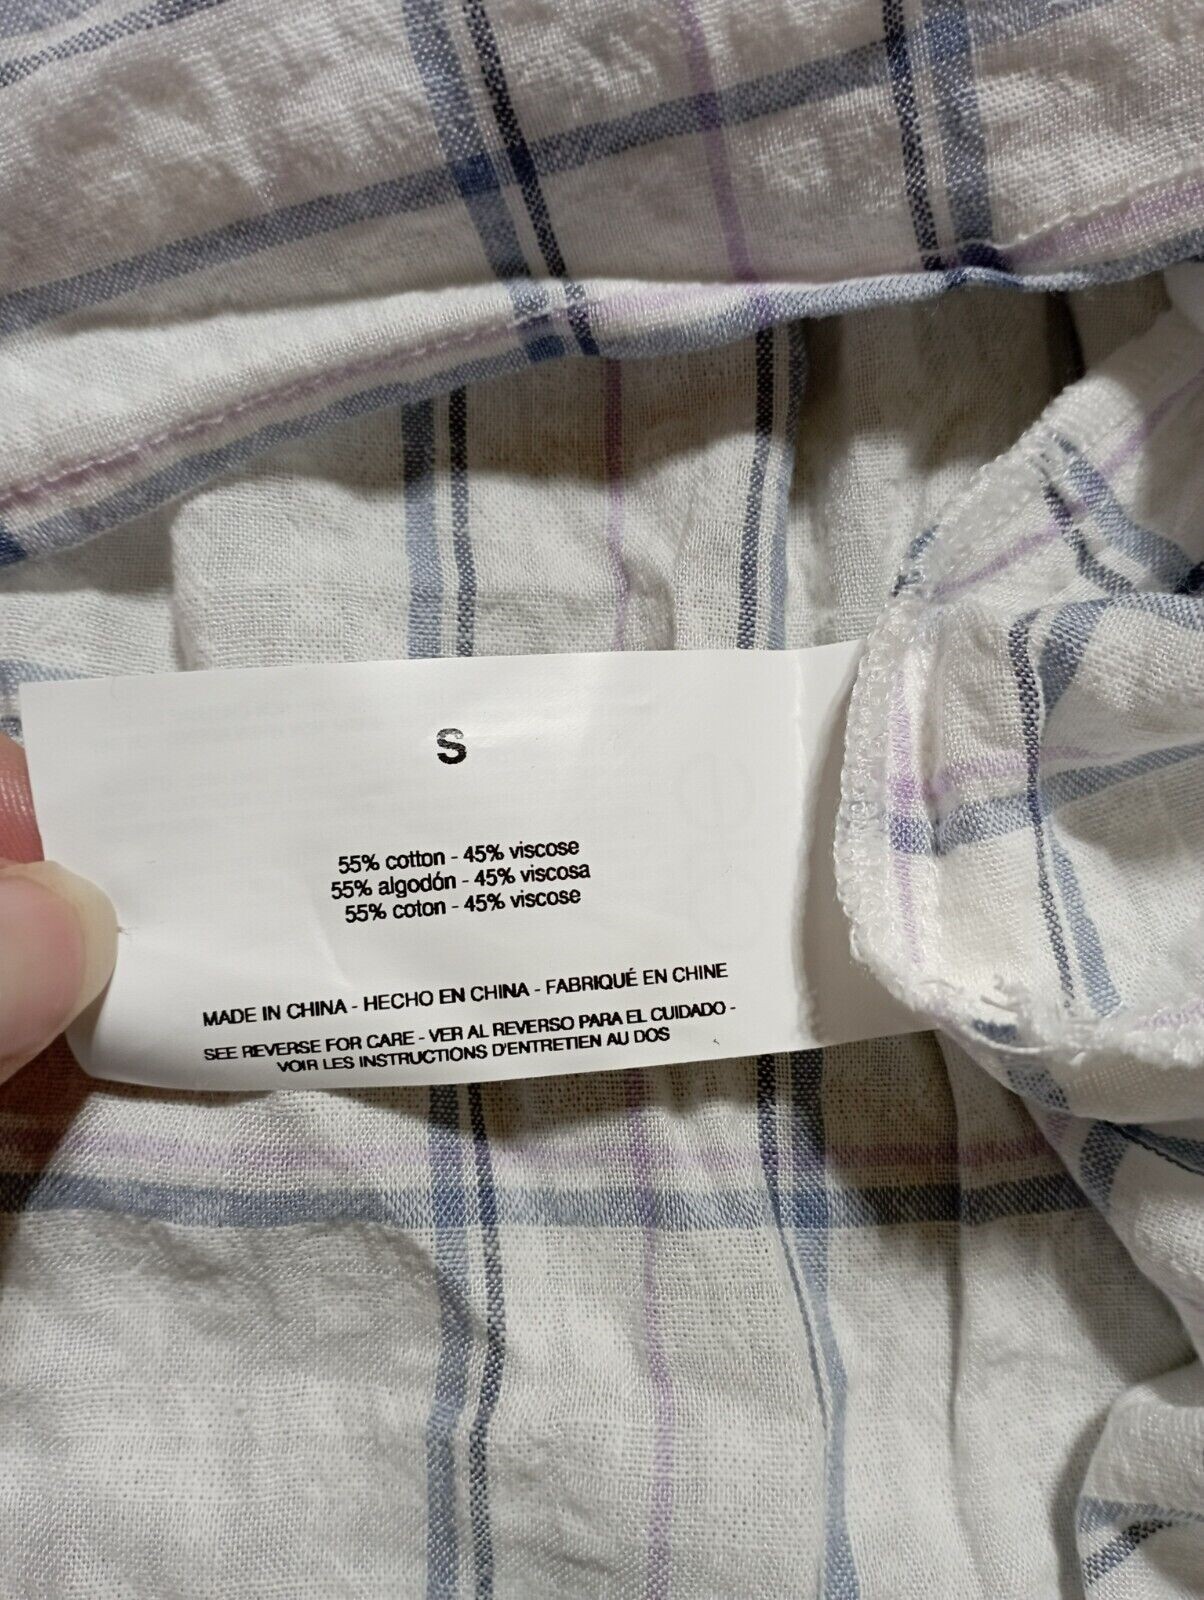 S
55% cotton - 45% viscose
55% algodón - 45% viscosa
55% coton - 45% viscose
MADE IN CHINA - HECHO EN CHINA - FABRIQUÉ EN CHINE
SEE REVERSE FOR CARE - VER AL REVERSO PARA EL CUIDADO -
VOIR LES INSTRUCTIONS D'ENTRETIEN AU DOS